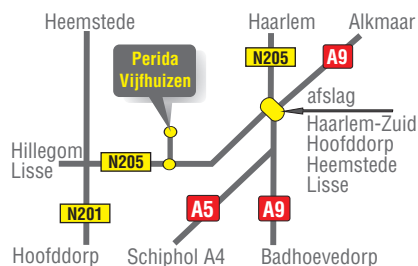 Heemstede
Haarlem
Alkmaar
Perida
Vijfhuizen
N205
A9
afslag
Haarlem-Zuid
Hoofddorp
Heemstede
Lisse
Hillegom
Lisse
N205
N201
A5
A9
Hoofddorp
Schiphol A4
Badhoevedorp